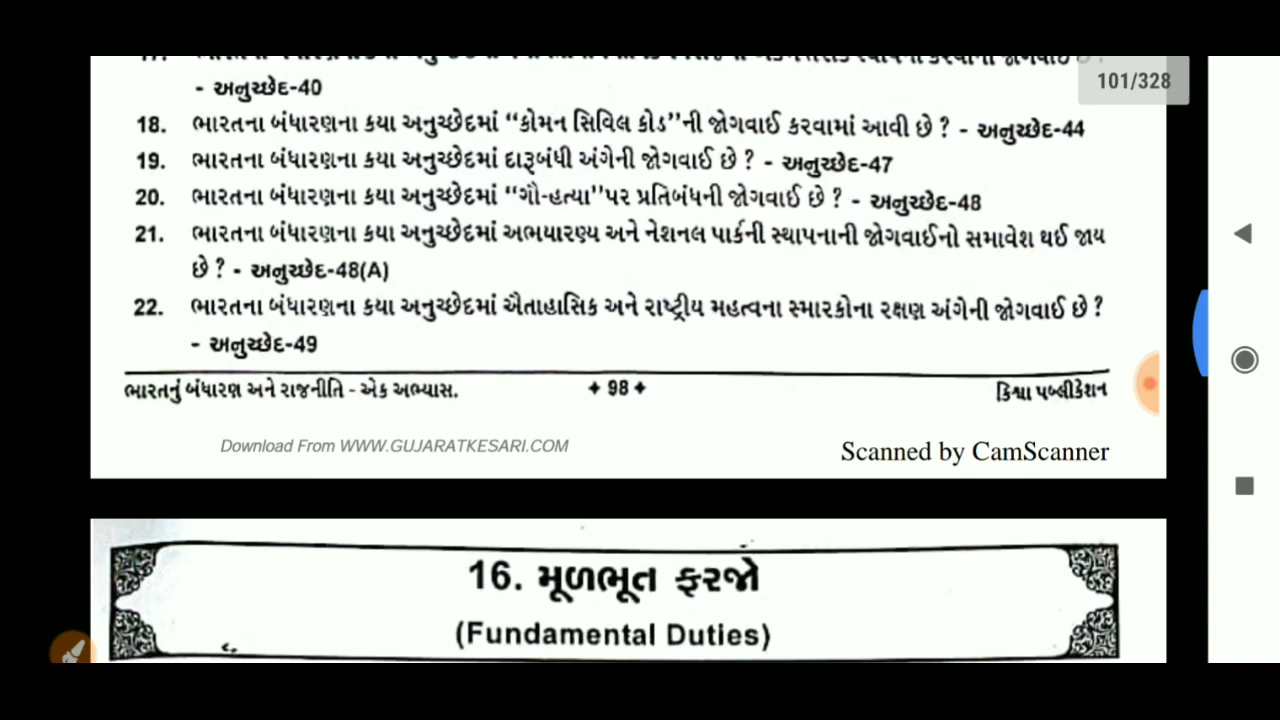 101/328
- અનુચ્છેદ-40
18. ભારતના બંધારણના કયા અનુચ્છેદમાં “કોમન સિવિલ કોડ”ની જોગવાઈ કરવામાં આવી છે ? - અનુચ્છેદ-44
19. ભારતના બંધારણના કયા અનુચ્છેદમાં દારૂબંધી અંગેની જોગવાઈ છે ? - અનુચ્છેદ-47
20. ભારતના બંધારણના કયા અનુચ્છેદમાં “ગૌ-હત્યા”પર પ્રતિબંધની જોગવાઈ છે ? - અનુચ્છેદ-48
21. ભારતના બંધારણના કયા અનુચ્છેદમાં અભયારણ્ય અને નેશનલ પાર્કની સ્થાપનાની જોગવાઈનો સમાવેશ થઈ જાય
છે ? - અનુચ્છેદ-48(A)
22. ભારતના બંધારણના કયા અનુચ્છેદમાં ઐતાહાસિક અને રાષ્ટ્રીય મહત્વના સ્મારકોના રક્ષણ અંગેની જોગવાઈ છે ?
- અનુચ્છેદ-49
ભારતનું બંધારણ અને રાજનીતિ - એક અભ્યાસ. ✦ 98 ✦ કિશ્વા પબ્લીકેશન
Download From WWW.GUJARATKESARI.COM
Scanned by CamScanner
16. મૂળભૂત ફરજો
(Fundamental Duties)